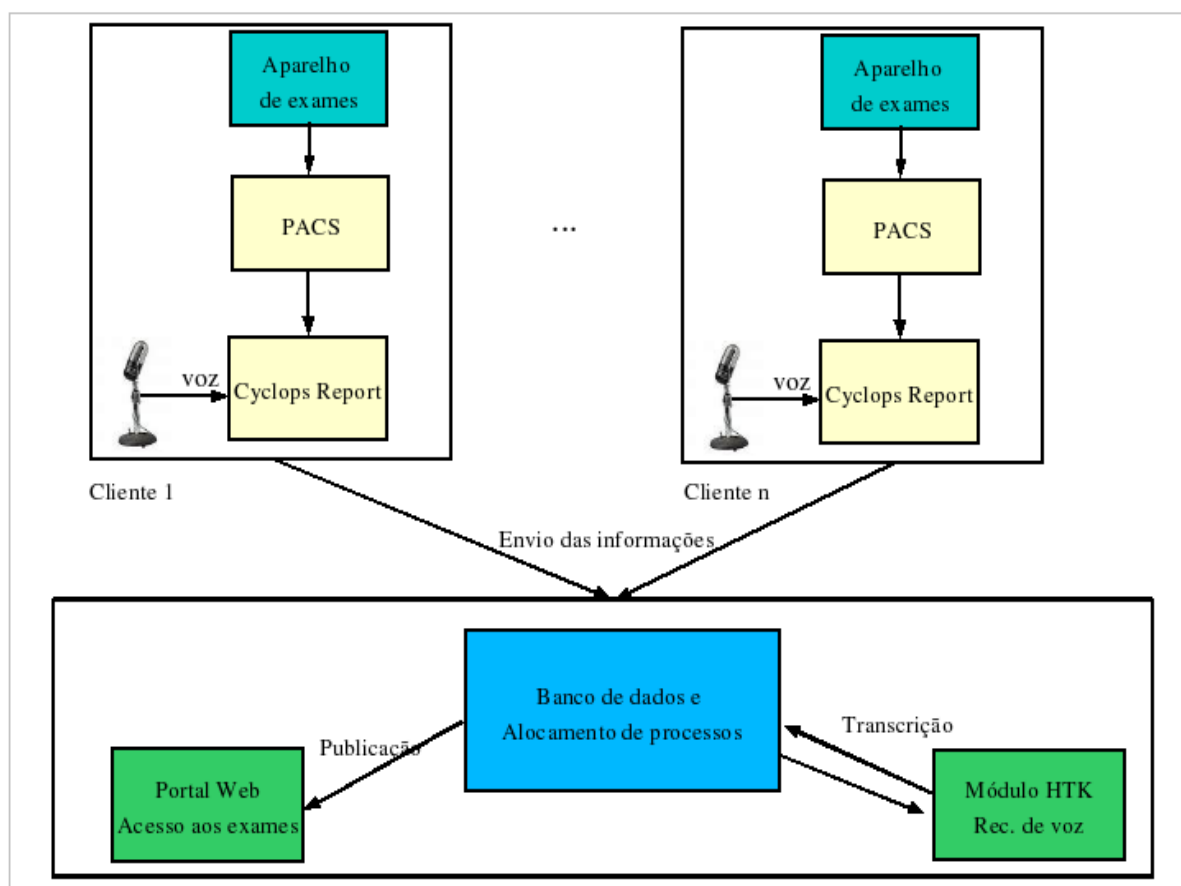 Aparelho
de exames
PACS
voz
Cyclops Report
Cliente 1
...
Aparelho
de exames
PACS
voz
Cyclops Report
Cliente n
Envio das informações
Banco de dados e
Alocamento de processos
Publicação
Transcrição
Portal Web
Acesso aos exames
Módulo HTK
Rec. de voz